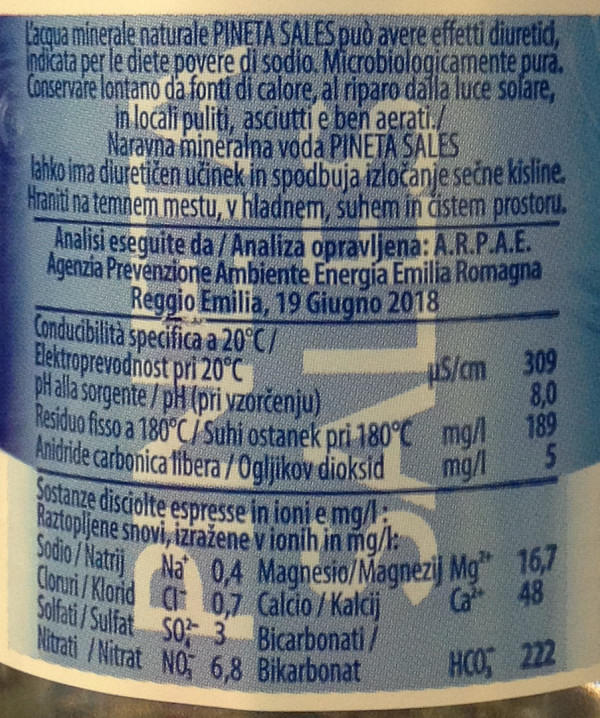 L'acqua minerale naturale PINETA SALES può avere effetti diuretici,
indicata per le diete povere di sodio. Microbiologicamente pura.
Conservare lontano da fonti di calore, al riparo dalla luce solare,
in locali puliti, asciutti e ben aerati./
Naravna mineralna voda PINETA SALES
lahko ima diuretičen učinek in spodbuja izločanje sečne kisline.
Hraniti na temnem mestu, v hladnem, suhem in čistem prostoru.
Analisi eseguite da / Analiza opravljena: A.R.P.A.E.
Agenzia Prevenzione Ambiente Energia Emilia Romagna
Reggio Emilia, 19 Giugno 2018
Conducibilità specifica a 20°C /
Elektroprevodnost pri 20°C µS/cm 309
pH alla sorgente / pH (pri vzorčenju) 8,0
Residuo fisso a 180°C / Suhi ostanek pri 180°C mg/l 189
Anidride carbonica libera / Ogljikov dioksid mg/l 5
Sostanze disciolte espresse in ioni e mg/l :
Raztopljene snovi, izražene v ionih in mg/l:
Sodio / Natrij Na⁺ 0,4 Magnesio/Magnezij Mg²⁺ 16,7
Cloruri / Klorid Cl⁻ 0,7 Calcio / Kalcij Ca²⁺ 48
Solfati / Sulfat SO₄²⁻ 3 Bicarbonati /
Nitrati / Nitrat NO₃⁻ 6,8 Bikarbonat HCO₃⁻ 222
PINETA
SALES